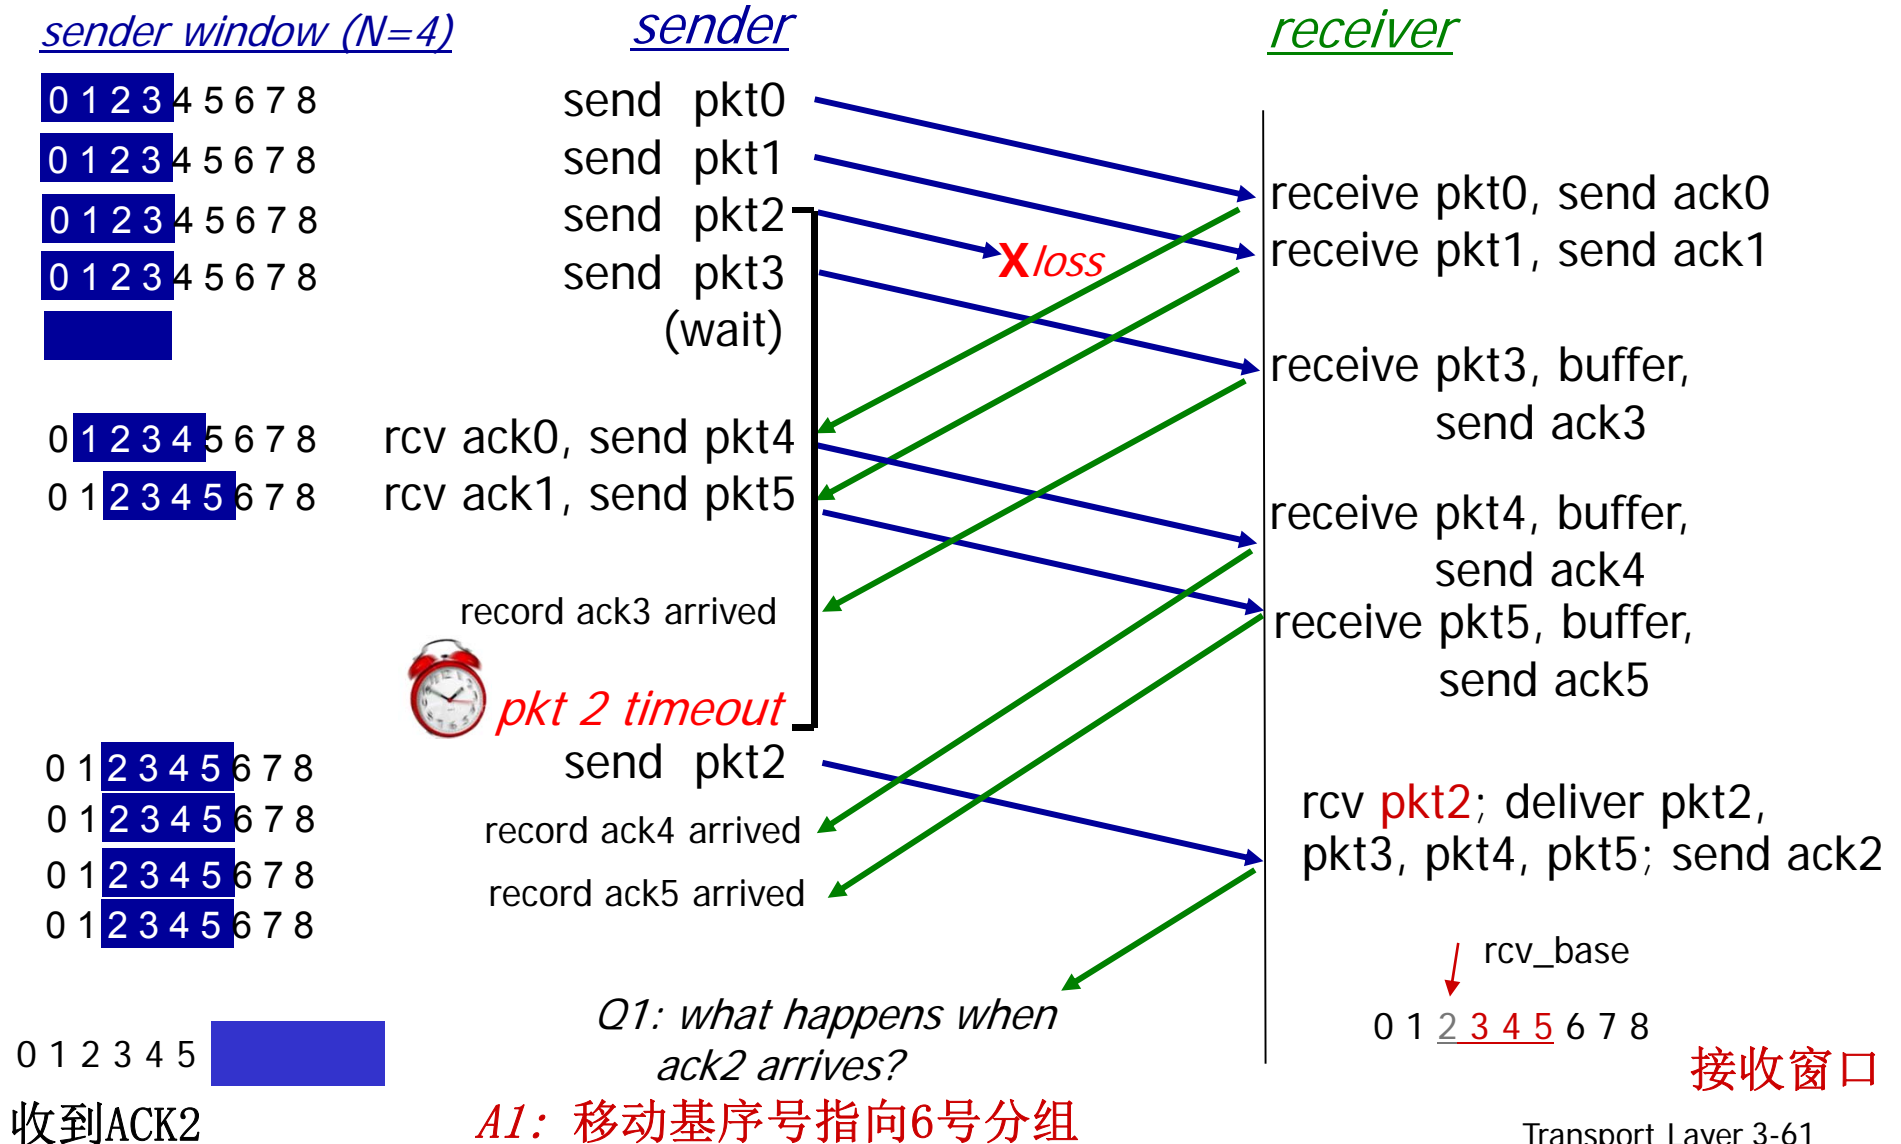 sender window (N=4)
sender
receiver
0 1 2 3 4 5 6 7 8
send pkt0
0 1 2 3 4 5 6 7 8
send pkt1
receive pkt0, send ack0
0 1 2 3 4 5 6 7 8
send pkt2
receive pkt1, send ack1
X loss
0 1 2 3 4 5 6 7 8
send pkt3
(wait)
receive pkt3, buffer,
send ack3
0 1 2 3 4 5 6 7 8
rcv ack0, send pkt4
0 1 2 3 4 5 6 7 8
rcv ack1, send pkt5
receive pkt4, buffer,
send ack4
record ack3 arrived
receive pkt5, buffer,
send ack5
pkt 2 timeout
0 1 2 3 4 5 6 7 8
send pkt2
0 1 2 3 4 5 6 7 8
record ack4 arrived
rcv pkt2; deliver pkt2,
pkt3, pkt4, pkt5; send ack2
0 1 2 3 4 5 6 7 8
record ack5 arrived
0 1 2 3 4 5 6 7 8
rcv_base
0 1 2 3 4 5 6 7 8
接收窗口
Q1: what happens when
ack2 arrives?
0 1 2 3 4 5
收到ACK2
A1: 移动基序号指向6号分组
Transport Layer 3-61